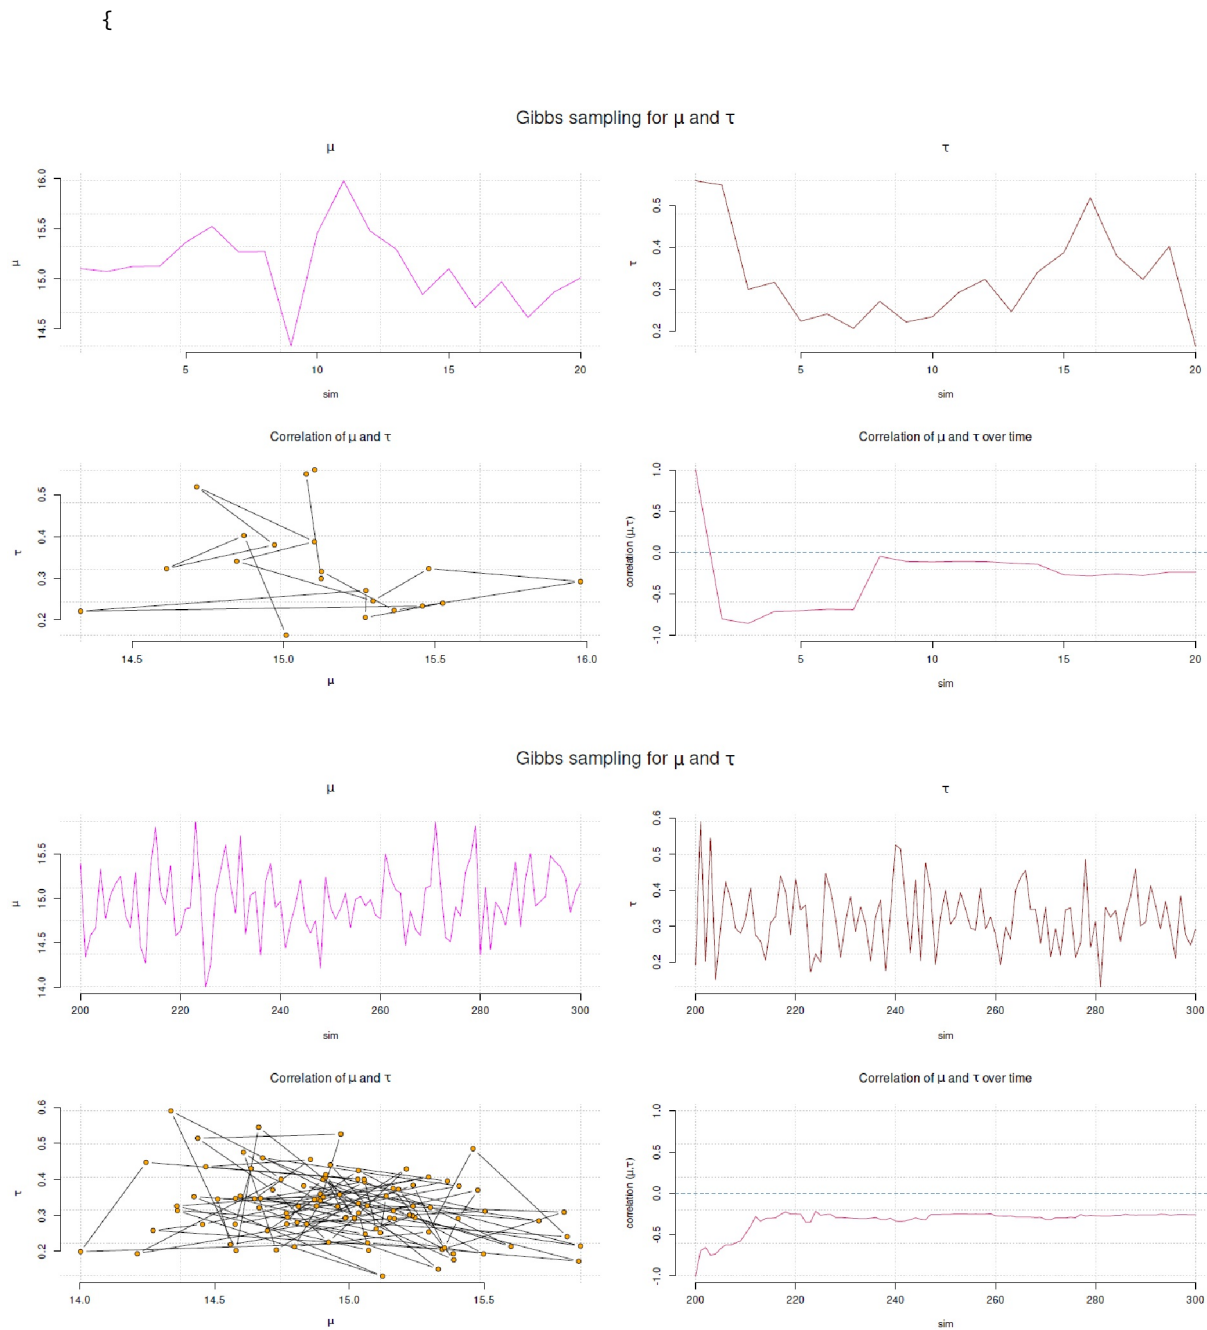 {
Gibbs sampling for μ and τ
μ
τ
μ
14.5 15.0 15.5 16.0
5 10 15 20
sim
τ
0.2 0.3 0.4 0.5
5 10 15 20
sim
Correlation of μ and τ
τ
0.2 0.3 0.4 0.5
14.5 15.0 15.5 16.0
μ
Correlation of μ and τ over time
correlation (μ,τ)
-1.0 -0.5 0.0 0.5 1.0
5 10 15 20
sim
Gibbs sampling for μ and τ
μ
τ
μ
14.0 14.5 15.0 15.5
200 220 240 260 280 300
sim
τ
0.2 0.3 0.4 0.5 0.6
200 220 240 260 280 300
sim
Correlation of μ and τ
τ
0.2 0.3 0.4 0.5 0.6
14.0 14.5 15.0 15.5
μ
Correlation of μ and τ over time
correlation (μ,τ)
-1.0 -0.5 0.0 0.5 1.0
200 220 240 260 280 300
sim